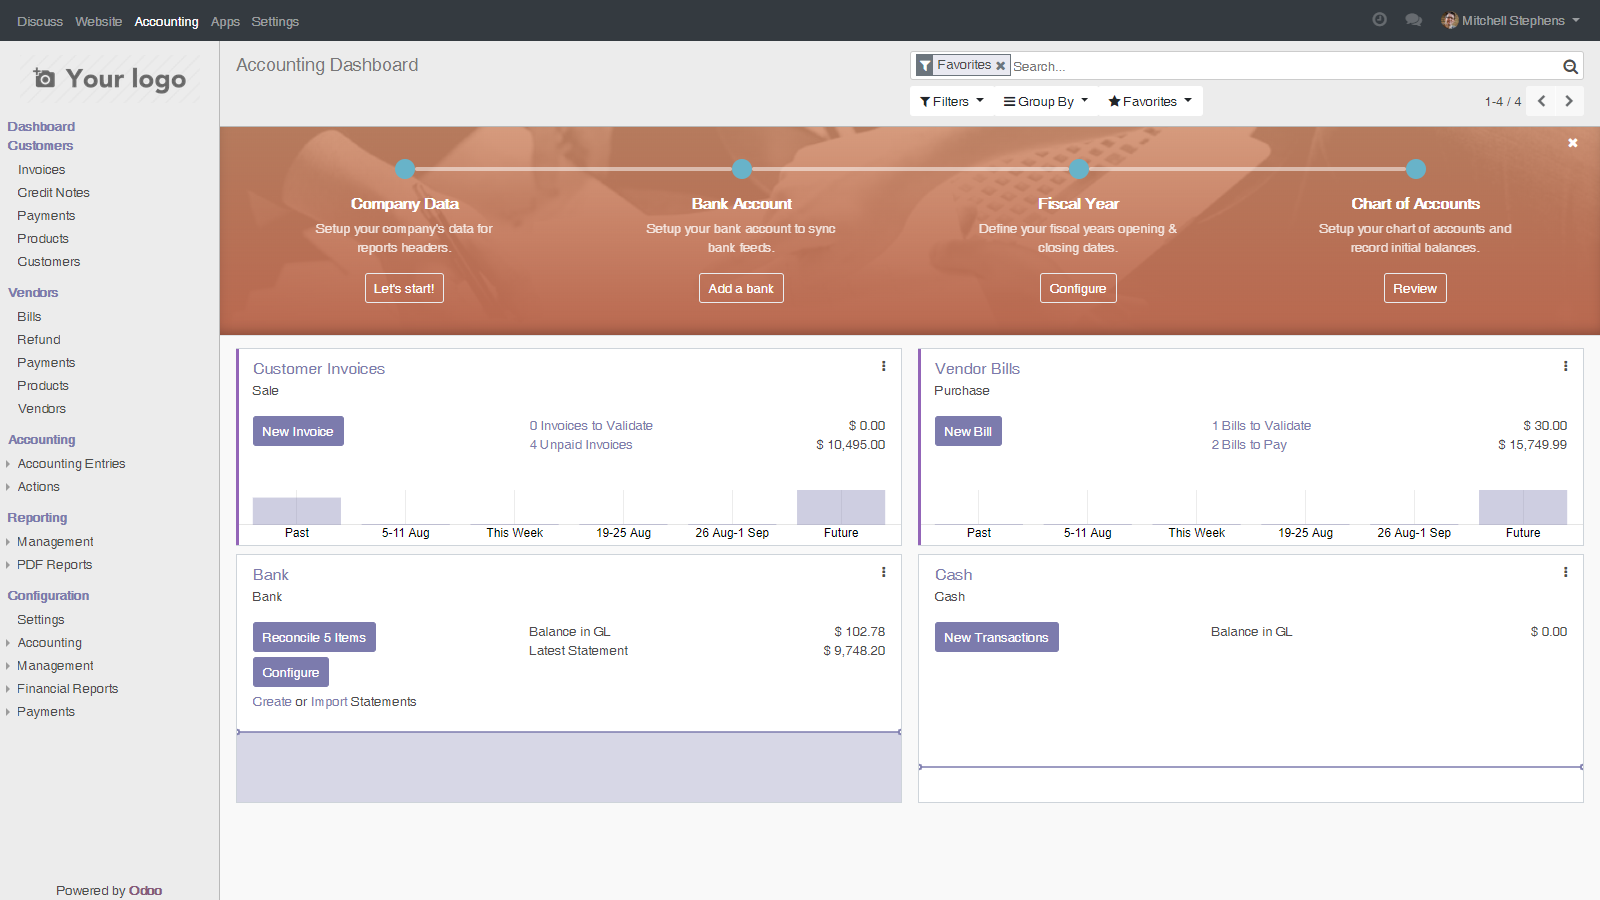 Discuss Website Accounting Apps Settings
Mitchell Stephens
Your logo
Dashboard
Customers
Invoices
Credit Notes
Payments
Products
Customers
Vendors
Bills
Refund
Payments
Products
Vendors
Accounting
Accounting Entries
Actions
Reporting
Management
PDF Reports
Configuration
Settings
Accounting
Management
Financial Reports
Payments
Powered by Odoo
Accounting Dashboard
Favorites Search...
Filters Group By Favorites
1-4 / 4
Company Data
Setup your company's data for
reports headers.
Let's start!
Bank Account
Setup your bank account to sync
bank feeds.
Add a bank
Fiscal Year
Define your fiscal years opening &
closing dates.
Configure
Chart of Accounts
Setup your chart of accounts and
record initial balances.
Review
Customer Invoices
Sale
New Invoice
0 Invoices to Validate $ 0.00
4 Unpaid Invoices $ 10,495.00
Past 5-11 Aug This Week 19-25 Aug 26 Aug-1 Sep Future
Vendor Bills
Purchase
New Bill
1 Bills to Validate $ 30.00
2 Bills to Pay $ 15,749.99
Past 5-11 Aug This Week 19-25 Aug 26 Aug-1 Sep Future
Bank
Bank
Reconcile 5 Items
Configure
Create or Import Statements
Balance in GL $ 102.78
Latest Statement $ 9,748.20
Cash
Cash
New Transactions
Balance in GL $ 0.00